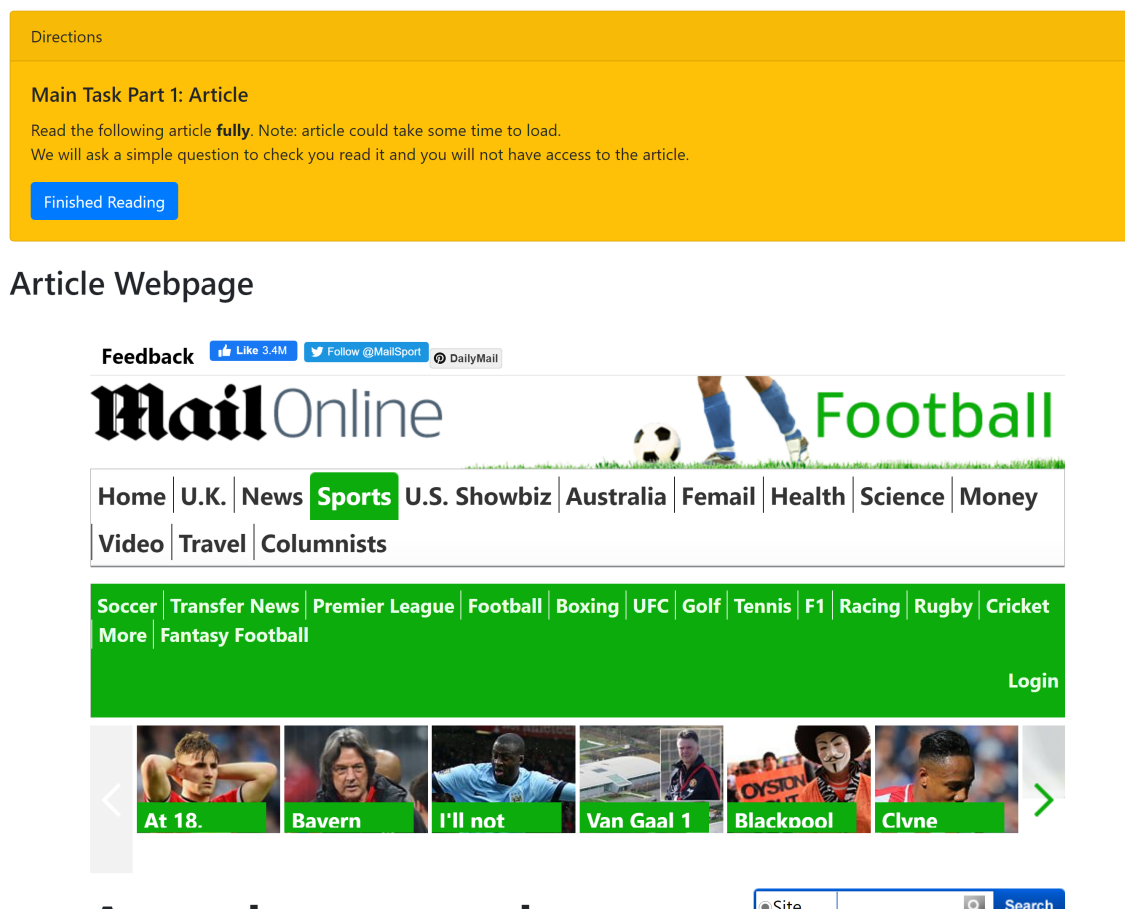 Directions
Main Task Part 1: Article
Read the following article fully. Note: article could take some time to load.
We will ask a simple question to check you read it and you will not have access to the article.
Finished Reading
Article Webpage
Feedback
Like 3.4M
Follow @MailSport
DailyMail
Mail Online
Football
Home U.K. News Sports U.S. Showbiz Australia Femail Health Science Money
Video Travel Columnists
Soccer Transfer News Premier League Football Boxing UFC Golf Tennis F1 Racing Rugby Cricket
More Fantasy Football
Login
OYSTON
At 18, Bayern I'll not Van Gaal 1 Blackpool Clyne
Site Search